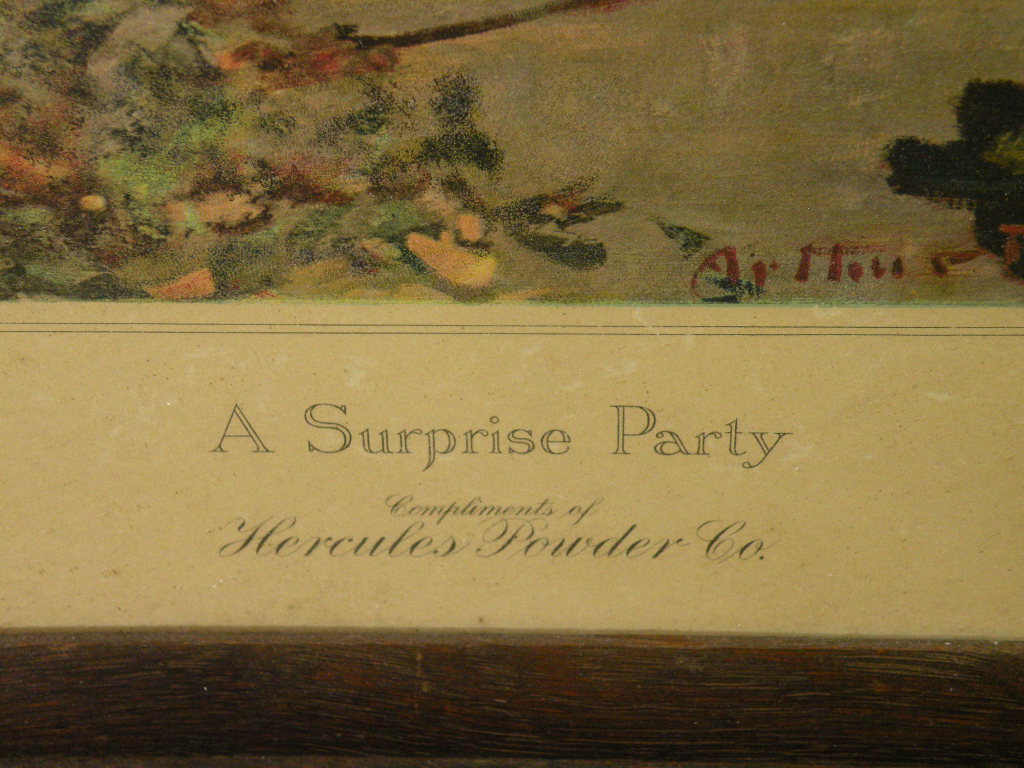 A Surprise Party
Compliments of
Hercules Powder Co.